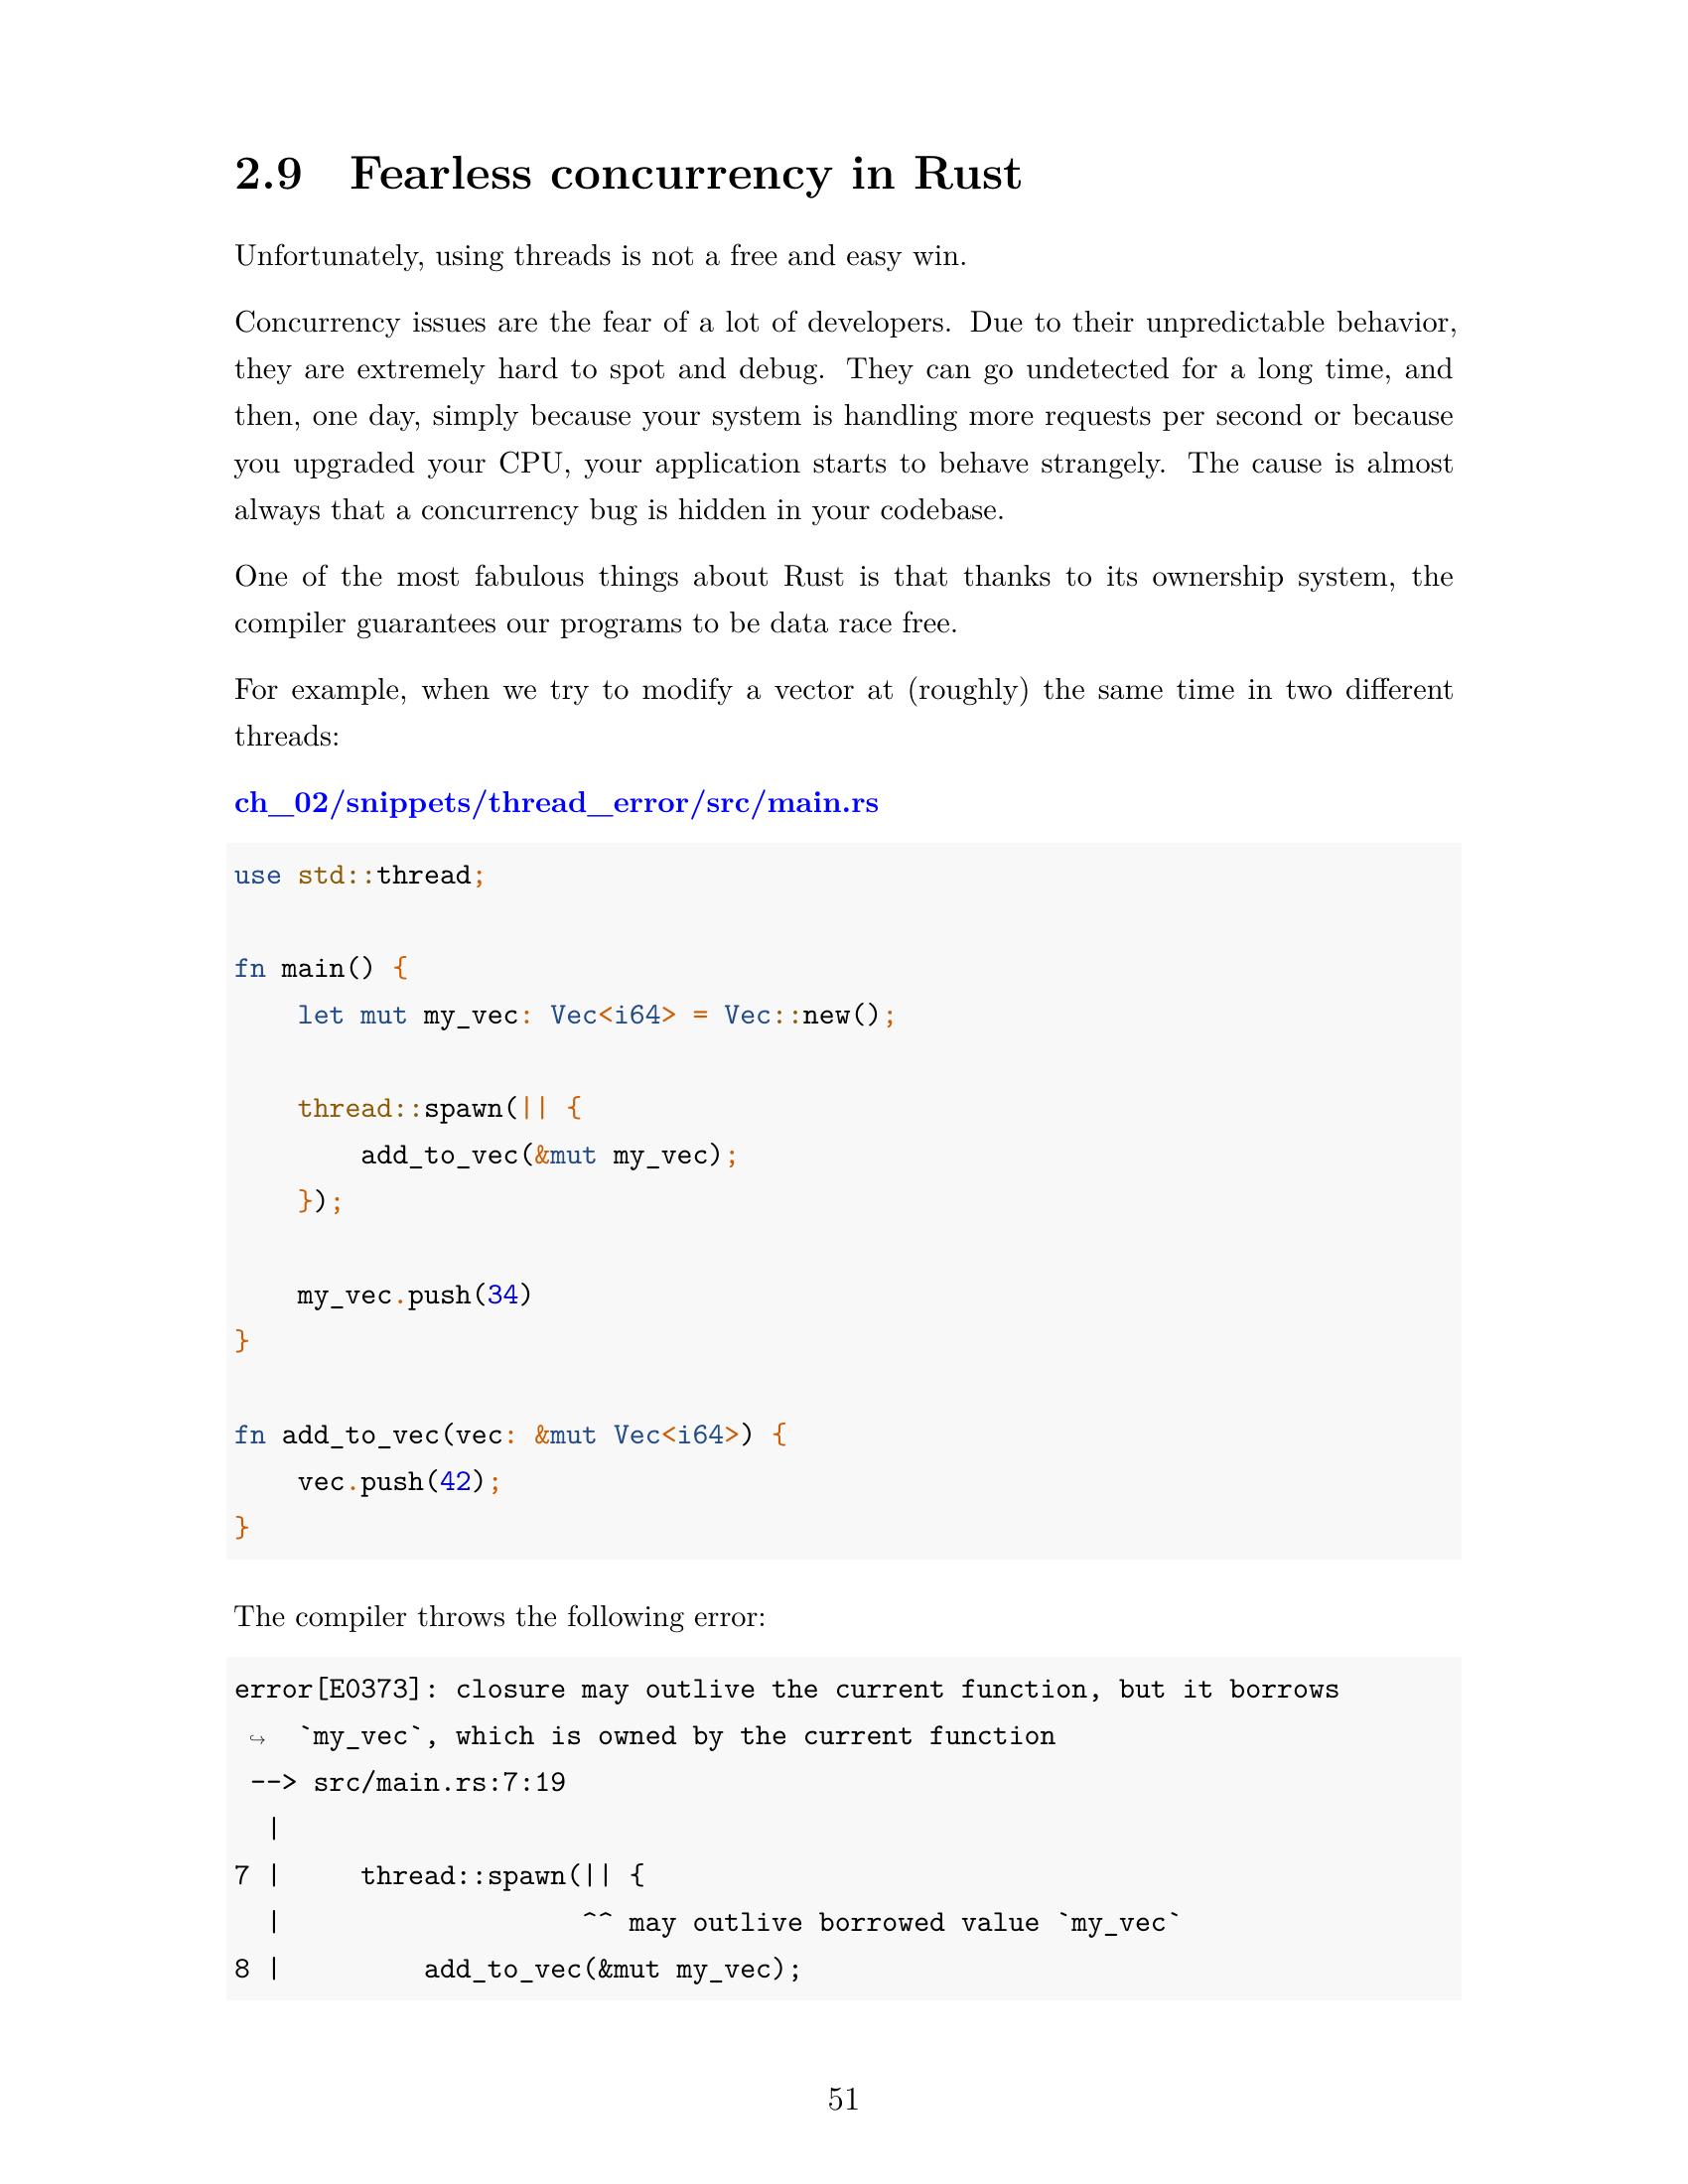 2.9 Fearless concurrency in Rust
Unfortunately, using threads is not a free and easy win.
Concurrency issues are the fear of a lot of developers. Due to their unpredictable behavior,
they are extremely hard to spot and debug. They can go undetected for a long time, and
then, one day, simply because your system is handling more requests per second or because
you upgraded your CPU, your application starts to behave strangely. The cause is almost
always that a concurrency bug is hidden in your codebase.
One of the most fabulous things about Rust is that thanks to its ownership system, the
compiler guarantees our programs to be data race free.
For example, when we try to modify a vector at (roughly) the same time in two different
threads:
ch_02/snippets/thread_error/src/main.rs
use std::thread;
fn main() {
    let mut my_vec: Vec<i64> = Vec::new();
    thread::spawn(|| {
        add_to_vec(&mut my_vec);
    });
    my_vec.push(34)
}
fn add_to_vec(vec: &mut Vec<i64>) {
    vec.push(42);
}
The compiler throws the following error:
error[E0373]: closure may outlive the current function, but it borrows
 ↪  `my_vec`, which is owned by the current function
 --> src/main.rs:7:19
  |
7 |     thread::spawn(|| {
  |                   ^^ may outlive borrowed value `my_vec`
8 |         add_to_vec(&mut my_vec);
51